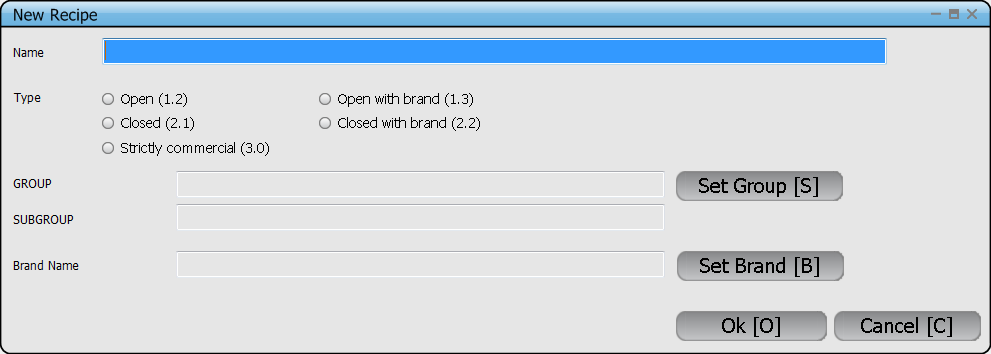 New Recipe
Name
Type
Open (1.2) Open with brand (1.3)
Closed (2.1) Closed with brand (2.2)
Strictly commercial (3.0)
GROUP Set Group [S]
SUBGROUP
Brand Name Set Brand [B]
Ok [O] Cancel [C]